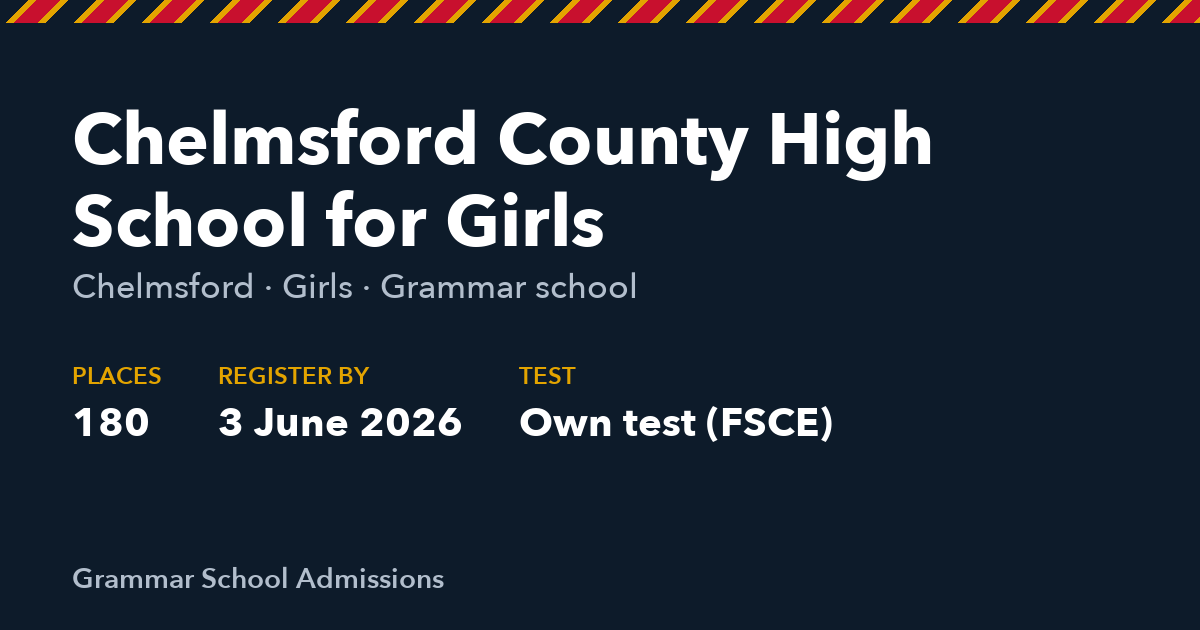 Chelmsford County High
School for Girls
Chelmsford · Girls · Grammar school
PLACES REGISTER BY TEST
180 3 June 2026 Own test (FSCE)
Grammar School Admissions